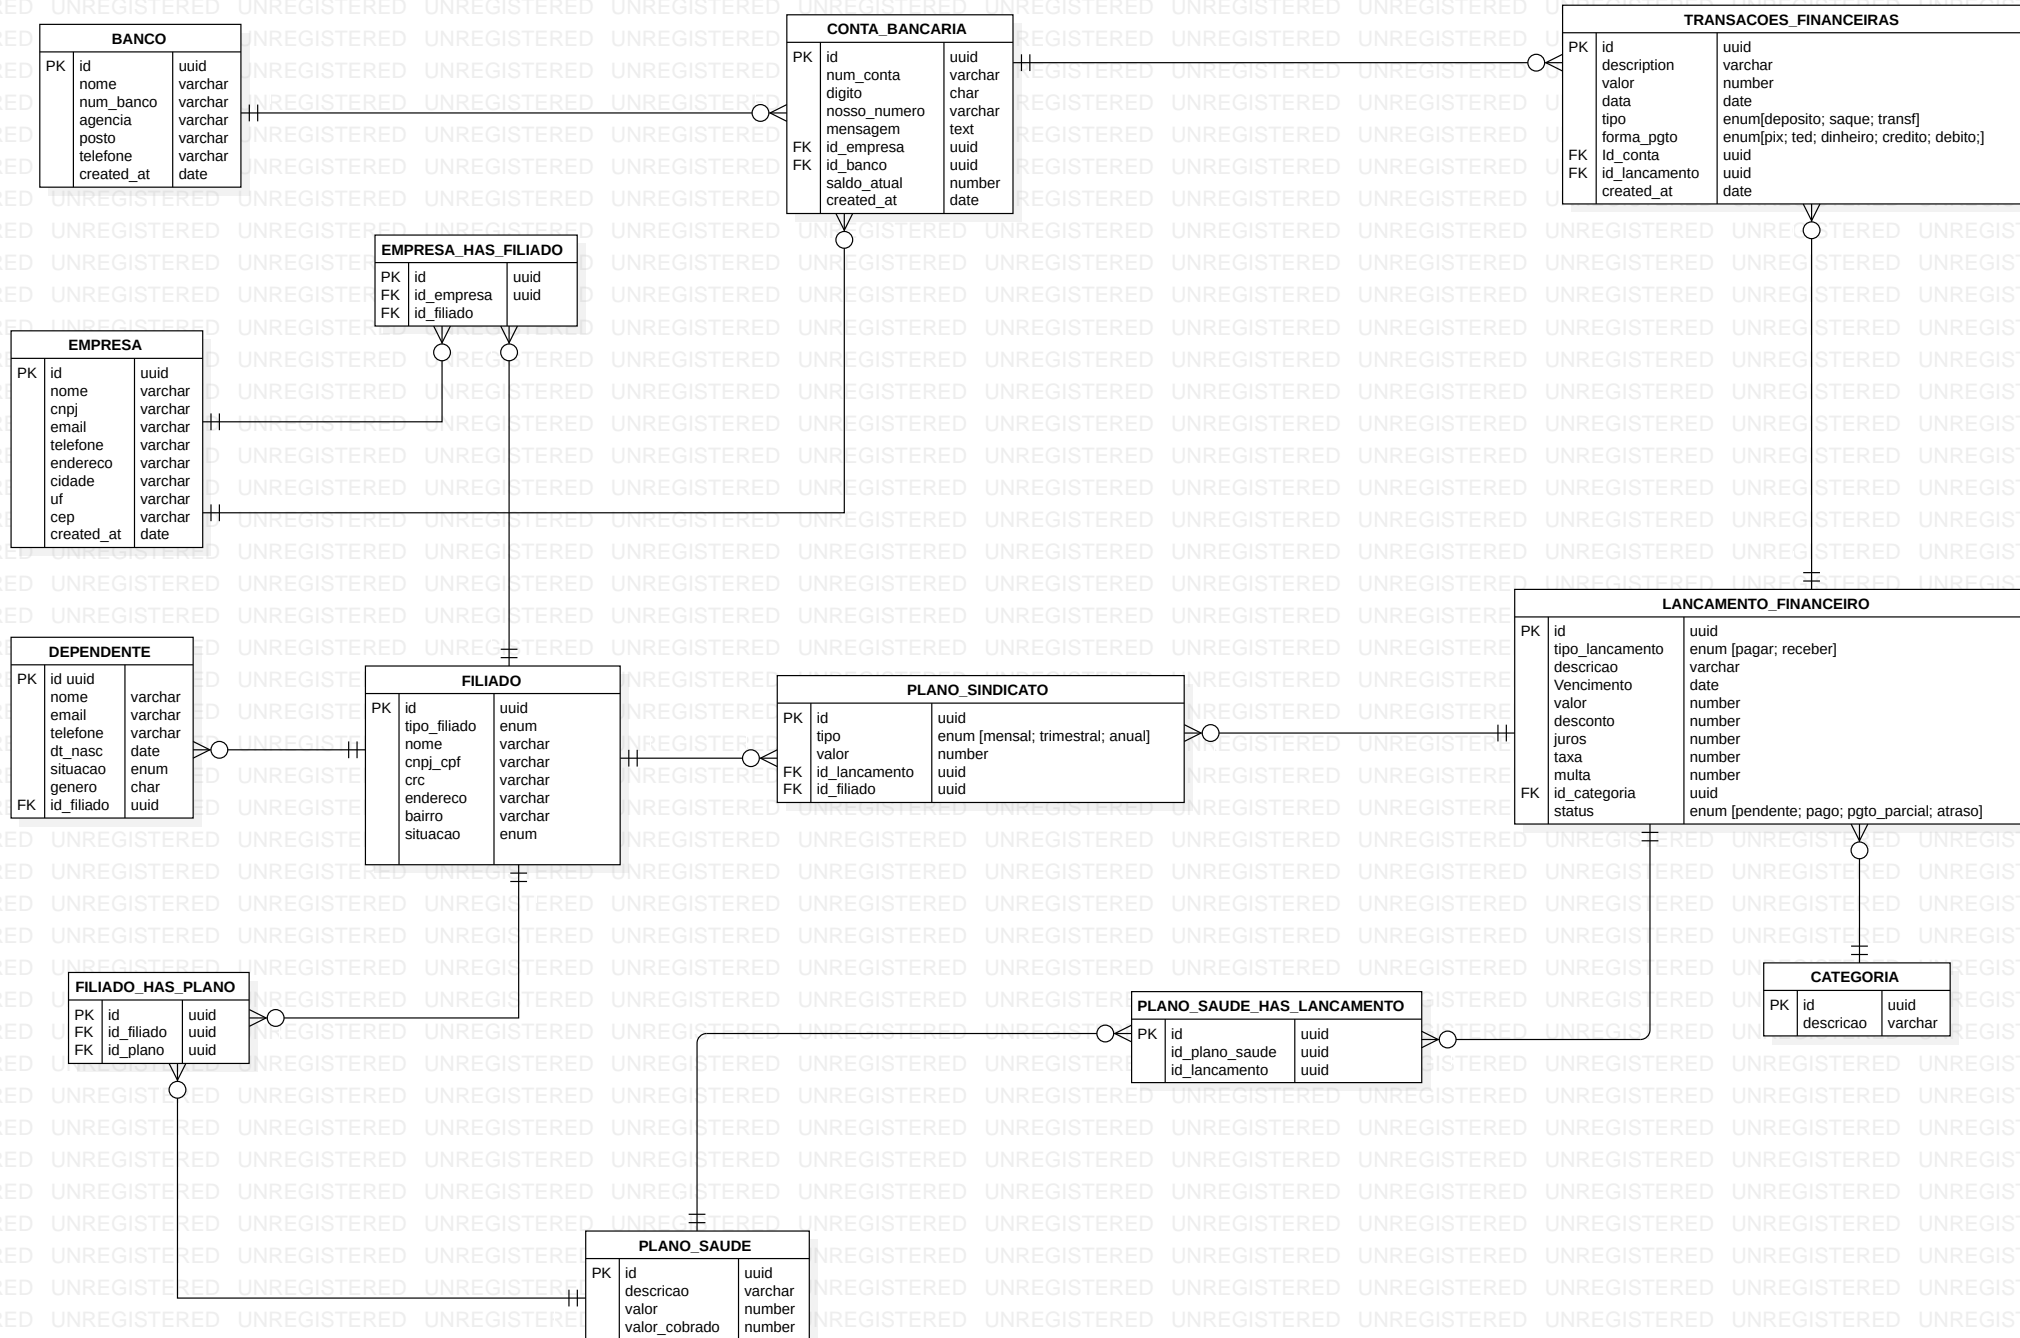 BANCO
PK id uuid
nome varchar
num_banco varchar
agencia varchar
posto varchar
telefone varchar
created_at date
CONTA_BANCARIA
PK id uuid
num_conta varchar
digito char
nosso_numero varchar
mensagem text
FK id_empresa uuid
FK id_banco uuid
saldo_atual number
created_at date
TRANSACOES_FINANCEIRAS
PK id uuid
description varchar
valor number
data date
tipo enum[deposito; saque; transf]
forma_pgto enum[pix; ted; dinheiro; credito; debito;]
FK Id_conta uuid
FK id_lancamento uuid
created_at date
EMPRESA_HAS_FILIADO
PK id uuid
FK id_empresa uuid
FK id_filiado
EMPRESA
PK id uuid
nome varchar
cnpj varchar
email varchar
telefone varchar
endereco varchar
cidade varchar
uf varchar
cep varchar
created_at date
DEPENDENTE
PK id uuid
nome varchar
email varchar
telefone varchar
dt_nasc date
situacao enum
genero char
FK id_filiado uuid
FILIADO
PK id uuid
tipo_filiado enum
nome varchar
cnpj_cpf varchar
crc varchar
endereco varchar
bairro varchar
situacao enum
PLANO_SINDICATO
PK id uuid
tipo enum [mensal; trimestral; anual]
valor number
FK id_lancamento uuid
FK id_filiado uuid
LANCAMENTO_FINANCEIRO
PK id uuid
tipo_lancamento enum [pagar; receber]
descricao varchar
Vencimento date
valor number
desconto number
juros number
taxa number
multa number
FK id_categoria uuid
status enum [pendente; pago; pgto_parcial; atraso]
FILIADO_HAS_PLANO
PK id uuid
FK id_filiado uuid
FK id_plano uuid
PLANO_SAUDE_HAS_LANCAMENTO
PK id uuid
id_plano_saude uuid
id_lancamento uuid
CATEGORIA
PK id uuid
descricao varchar
PLANO_SAUDE
PK id uuid
descricao varchar
valor number
valor_cobrado number
UNREGISTERED